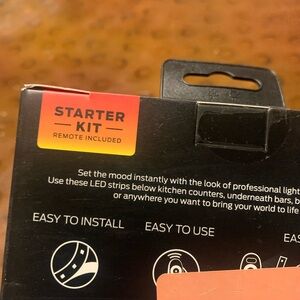 STARTER
KIT
REMOTE INCLUDED
Set the mood instantly with the look of professional
Use these LED strips below kitchen counters, underneath bars,
or anywhere you want to bring your world to life
EASY TO INSTALL
EASY TO USE